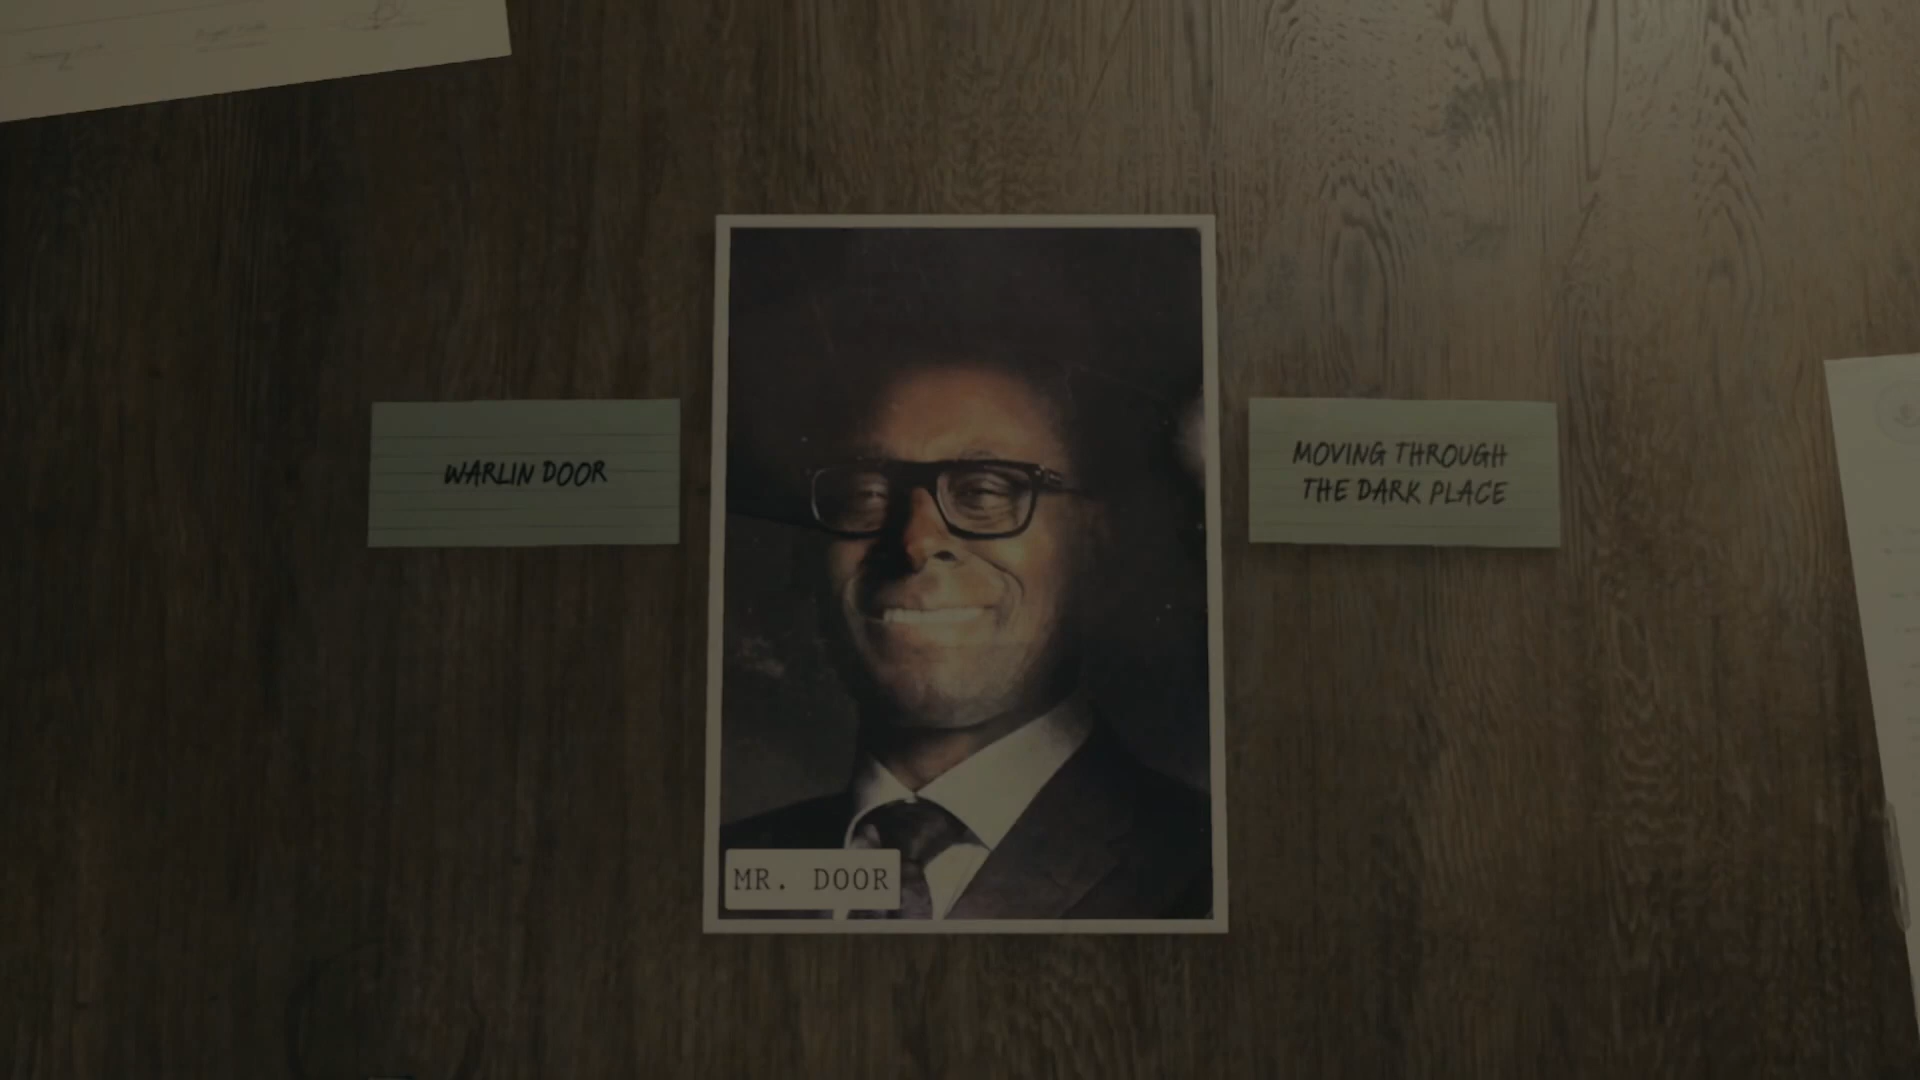 WARLIN DOOR
MOVING THROUGH
THE DARK PLACE
MR. DOOR